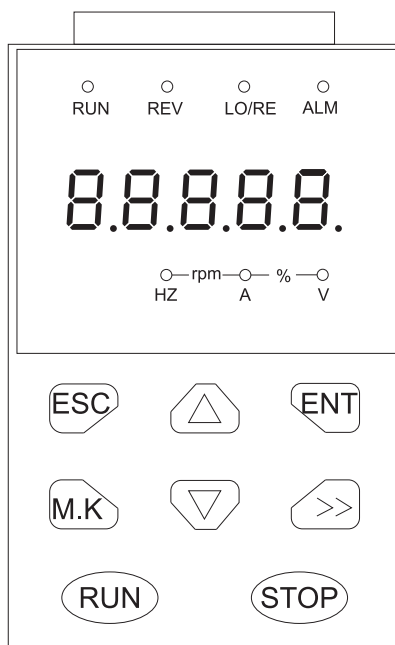 RUN REV LO/RE ALM
8.8.8.8.8.
rpm %
HZ A V
ESC ENT
M.K >>
RUN STOP